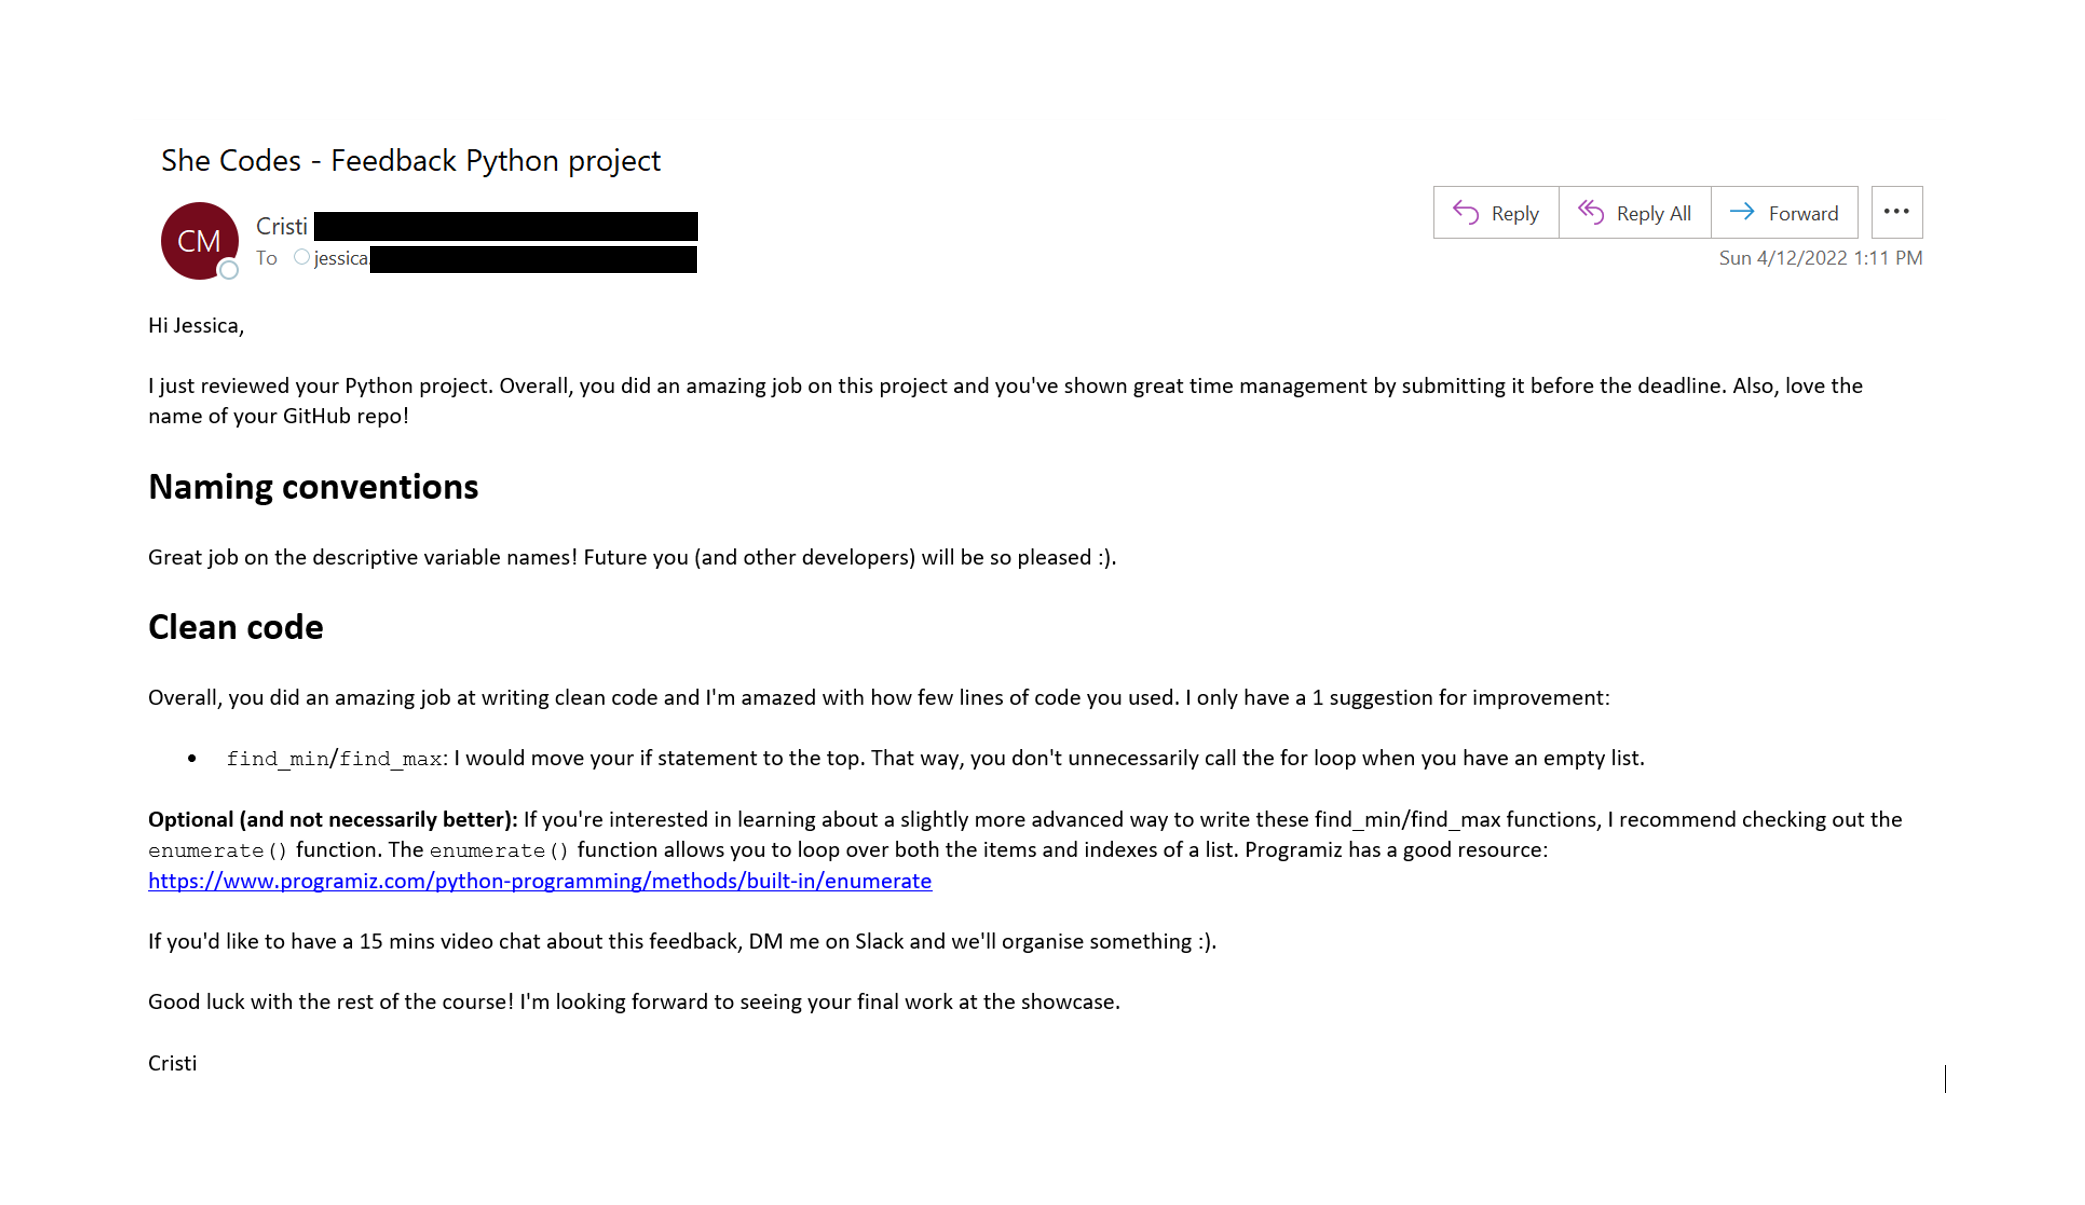 She Codes - Feedback Python project
CM
Cristi
To jessica.
Reply
Reply All
Forward
Sun 4/12/2022 1:11 PM
Hi Jessica,
I just reviewed your Python project. Overall, you did an amazing job on this project and you've shown great time management by submitting it before the deadline. Also, love the
name of your GitHub repo!
Naming conventions
Great job on the descriptive variable names! Future you (and other developers) will be so pleased :).
Clean code
Overall, you did an amazing job at writing clean code and I'm amazed with how few lines of code you used. I only have a 1 suggestion for improvement:
• find_min/find_max: I would move your if statement to the top. That way, you don't unnecessarily call the for loop when you have an empty list.
Optional (and not necessarily better): If you're interested in learning about a slightly more advanced way to write these find_min/find_max functions, I recommend checking out the
enumerate() function. The enumerate() function allows you to loop over both the items and indexes of a list. Programiz has a good resource:
https://www.programiz.com/python-programming/methods/built-in/enumerate
If you'd like to have a 15 mins video chat about this feedback, DM me on Slack and we'll organise something :).
Good luck with the rest of the course! I'm looking forward to seeing your final work at the showcase.
Cristi